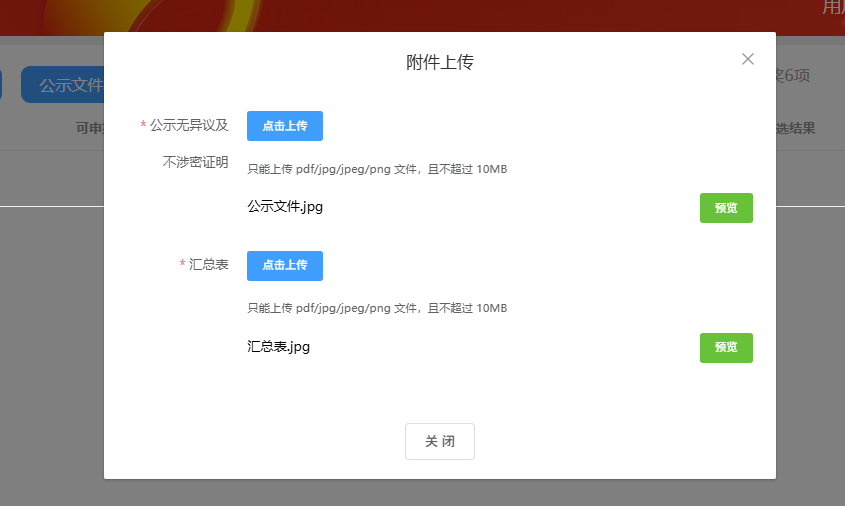 用
附件上传
公示文件
奖6项
* 公示无异议及
点击上传
可申
选结果
不涉密证明
只能上传 pdf/jpg/jpeg/png 文件，且不超过 10MB
公示文件.jpg
预览
* 汇总表
点击上传
只能上传 pdf/jpg/jpeg/png 文件，且不超过 10MB
汇总表.jpg
预览
关 闭